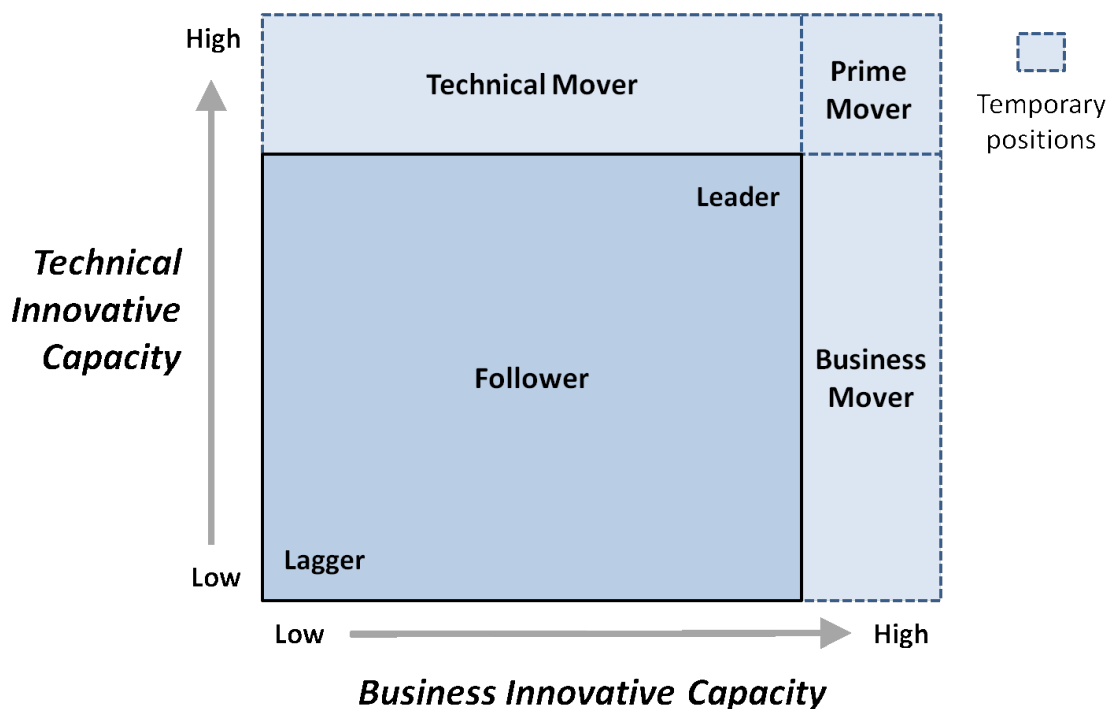 High
Technical Mover
Prime
Mover
Temporary
positions
Leader
Technical
Innovative
Capacity
Follower
Business
Mover
Lagger
Low
Low
High
Business Innovative Capacity